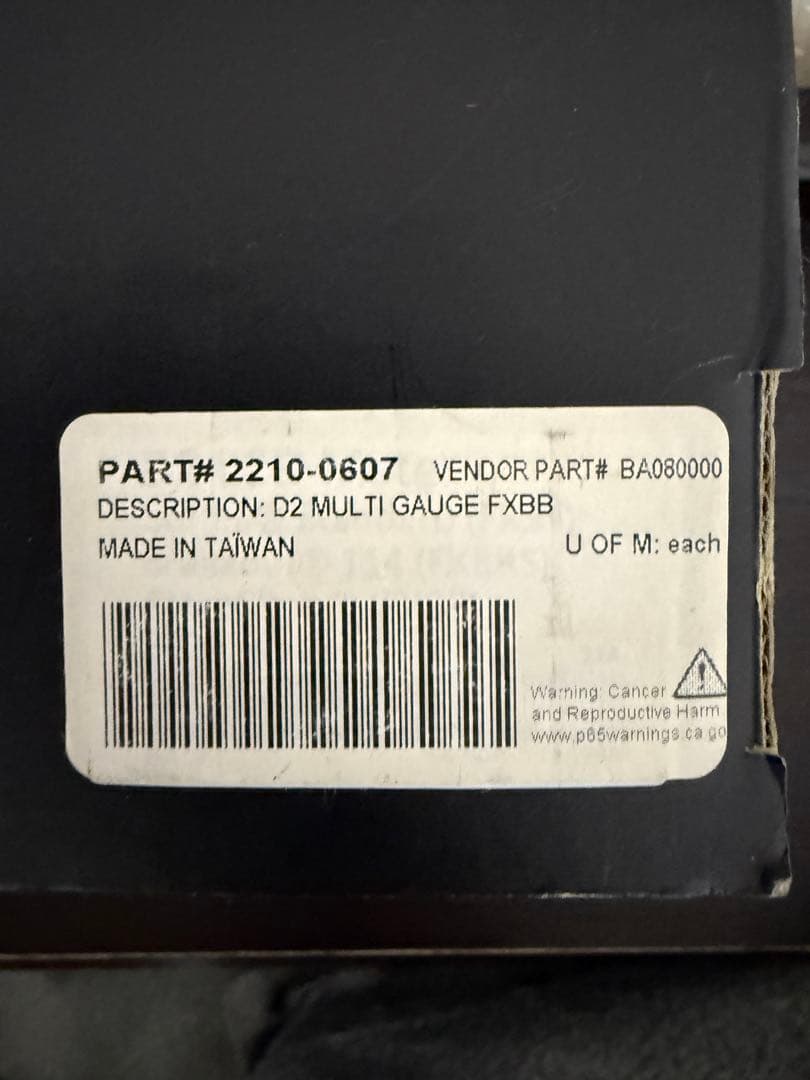 PART# 2210-0607 VENDOR PART# BA080000
DESCRIPTION: D2 MULTI GAUGE FXBB
MADE IN TAÏWAN U OF M: each
Warning: Cancer
and Reproductive Harm
www.p65warnings.ca.go